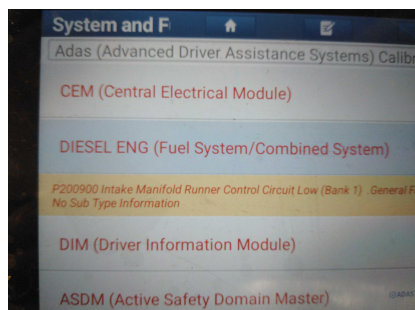 System and F
Adas (Advanced Driver Assistance Systems) Calibr
CEM (Central Electrical Module)
DIESEL ENG (Fuel System/Combined System)
P200900 Intake Manifold Runner Control Circuit Low (Bank 1) .General F
No Sub Type Information
DIM (Driver Information Module)
ASDM (Active Safety Domain Master)
ADAS